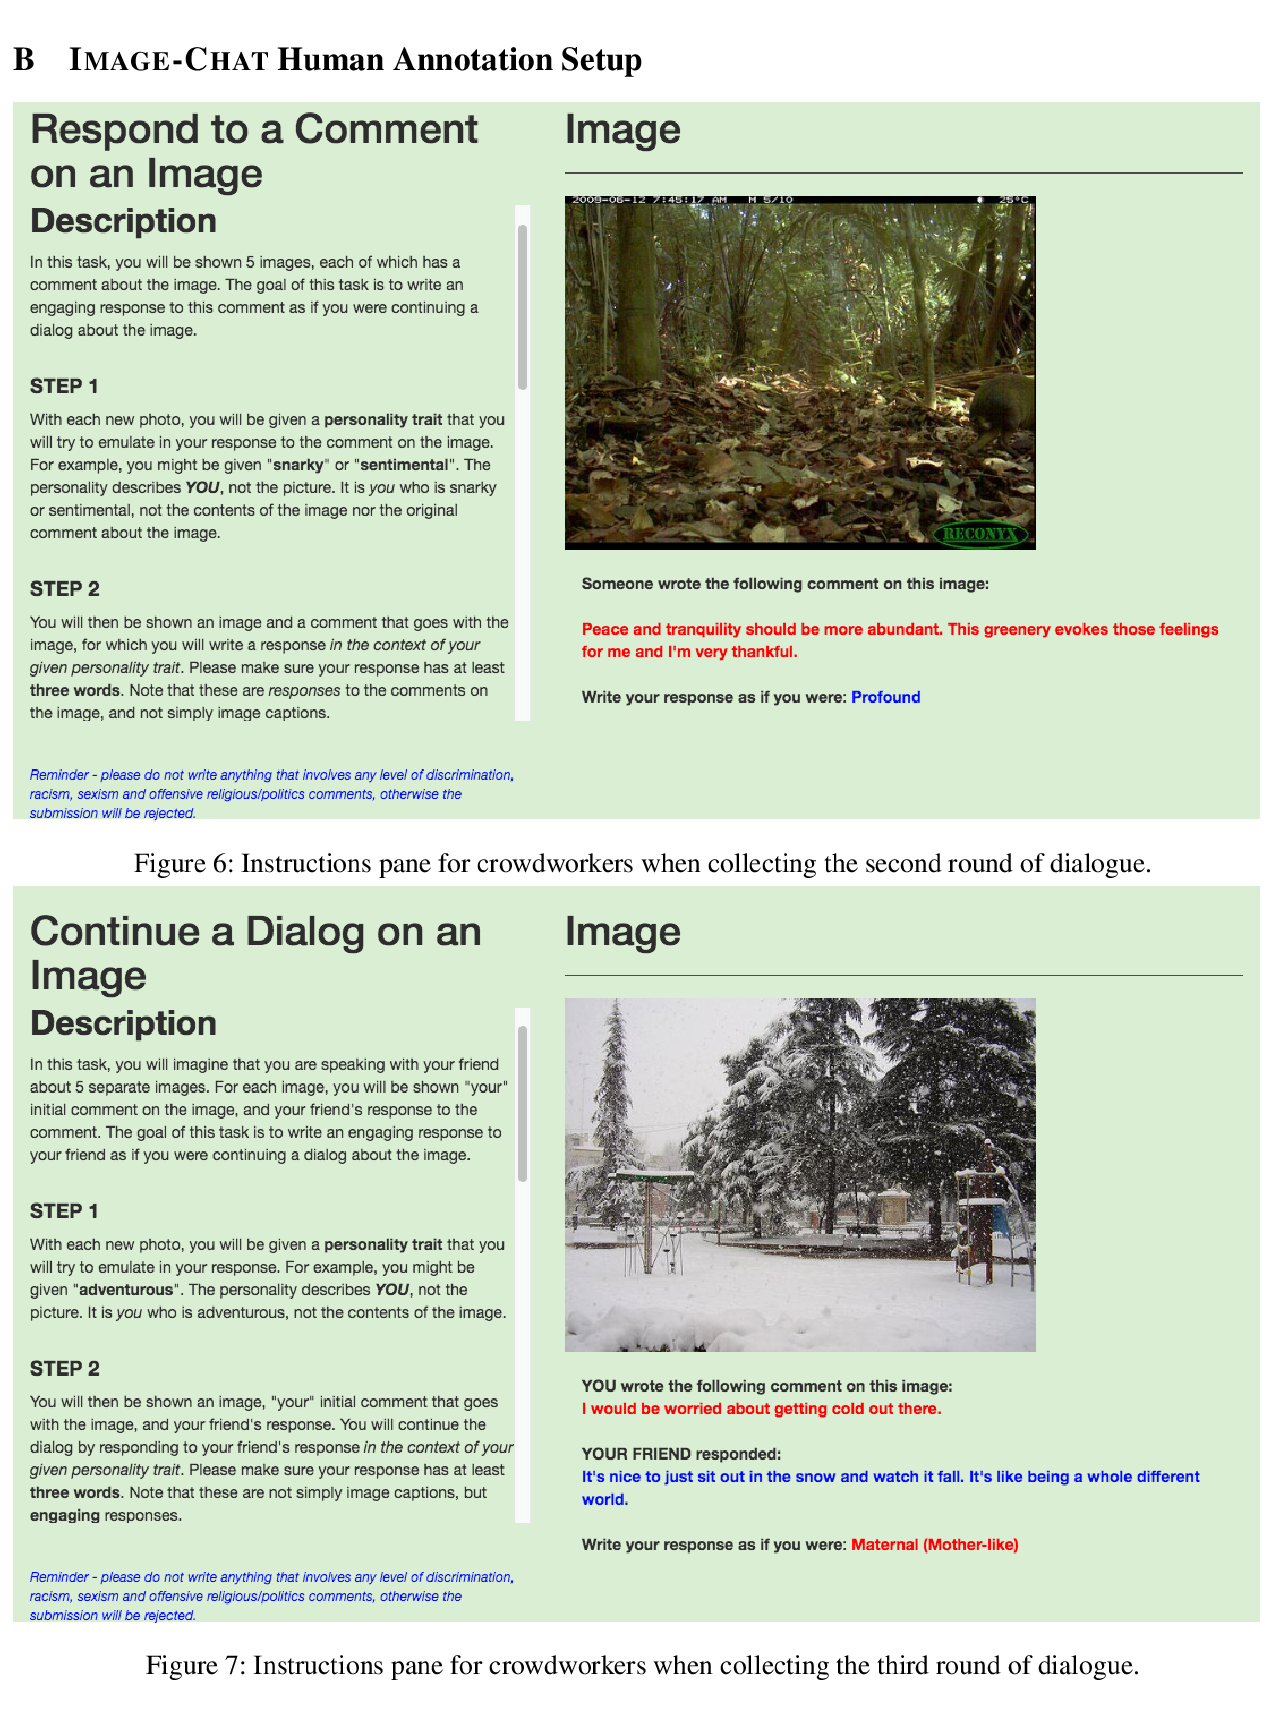 B IMAGE-CHAT Human Annotation Setup
Respond to a Comment
on an Image
Description
In this task, you will be shown 5 images, each of which has a
comment about the image. The goal of this task is to write an
engaging response to this comment as if you were continuing a
dialog about the image.
STEP 1
With each new photo, you will be given a personality trait that you
will try to emulate in your response to the comment on the image.
For example, you might be given "snarky" or "sentimental". The
personality describes YOU, not the picture. It is you who is snarky
or sentimental, not the contents of the image nor the original
comment about the image.
STEP 2
You will then be shown an image and a comment that goes with the
image, for which you will write a response in the context of your
given personality trait. Please make sure your response has at least
three words. Note that these are responses to the comments on
the image, and not simply image captions.
Reminder - please do not write anything that involves any level of discrimination,
racism, sexism and offensive religious/politics comments, otherwise the
submission will be rejected.
Image
2009-06-12 7:45:17 AM M 5/10 25°C
RECONYX
Someone wrote the following comment on this image:
Peace and tranquility should be more abundant. This greenery evokes those feelings
for me and I'm very thankful.
Write your response as if you were: Profound
Figure 6: Instructions pane for crowdworkers when collecting the second round of dialogue.
Continue a Dialog on an
Image
Description
In this task, you will imagine that you are speaking with your friend
about 5 separate images. For each image, you will be shown "your"
initial comment on the image, and your friend's response to the
comment. The goal of this task is to write an engaging response to
your friend as if you were continuing a dialog about the image.
STEP 1
With each new photo, you will be given a personality trait that you
will try to emulate in your response. For example, you might be
given "adventurous". The personality describes YOU, not the
picture. It is you who is adventurous, not the contents of the image.
STEP 2
You will then be shown an image, "your" initial comment that goes
with the image, and your friend's response. You will continue the
dialog by responding to your friend's response in the context of your
given personality trait. Please make sure your response has at least
three words. Note that these are not simply image captions, but
engaging responses.
Reminder - please do not write anything that involves any level of discrimination,
racism, sexism and offensive religious/politics comments, otherwise the
submission will be rejected.
Image
YOU wrote the following comment on this image:
I would be worried about getting cold out there.
YOUR FRIEND responded:
It's nice to just sit out in the snow and watch it fall. It's like being a whole different
world.
Write your response as if you were: Maternal (Mother-like)
Figure 7: Instructions pane for crowdworkers when collecting the third round of dialogue.